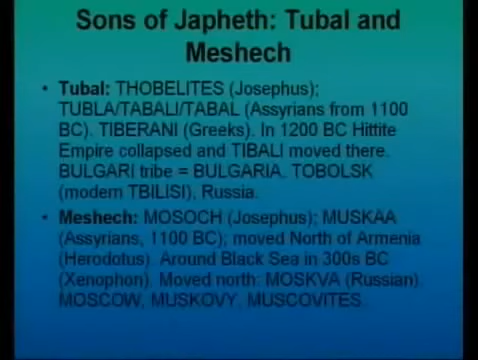 Sons of Japheth: Tubal and
Meshech
• Tubal: THOBELITES (Josephus);
TUBLA/TABALI/TABAL (Assyrians from 1100
BC). TIBERANI (Greeks). In 1200 BC Hittite
Empire collapsed and TIBALI moved there.
BULGARI tribe = BULGARIA. TOBOLSK
(modern TBILISI), Russia.
• Meshech: MOSOCH (Josephus); MUSKAA
(Assyrians, 1100 BC); moved North of Armenia
(Herodotus). Around Black Sea in 300s BC
(Xenophon). Moved north: MOSKVA (Russian).
MOSCOW, MUSKOVY, MUSCOVITES.